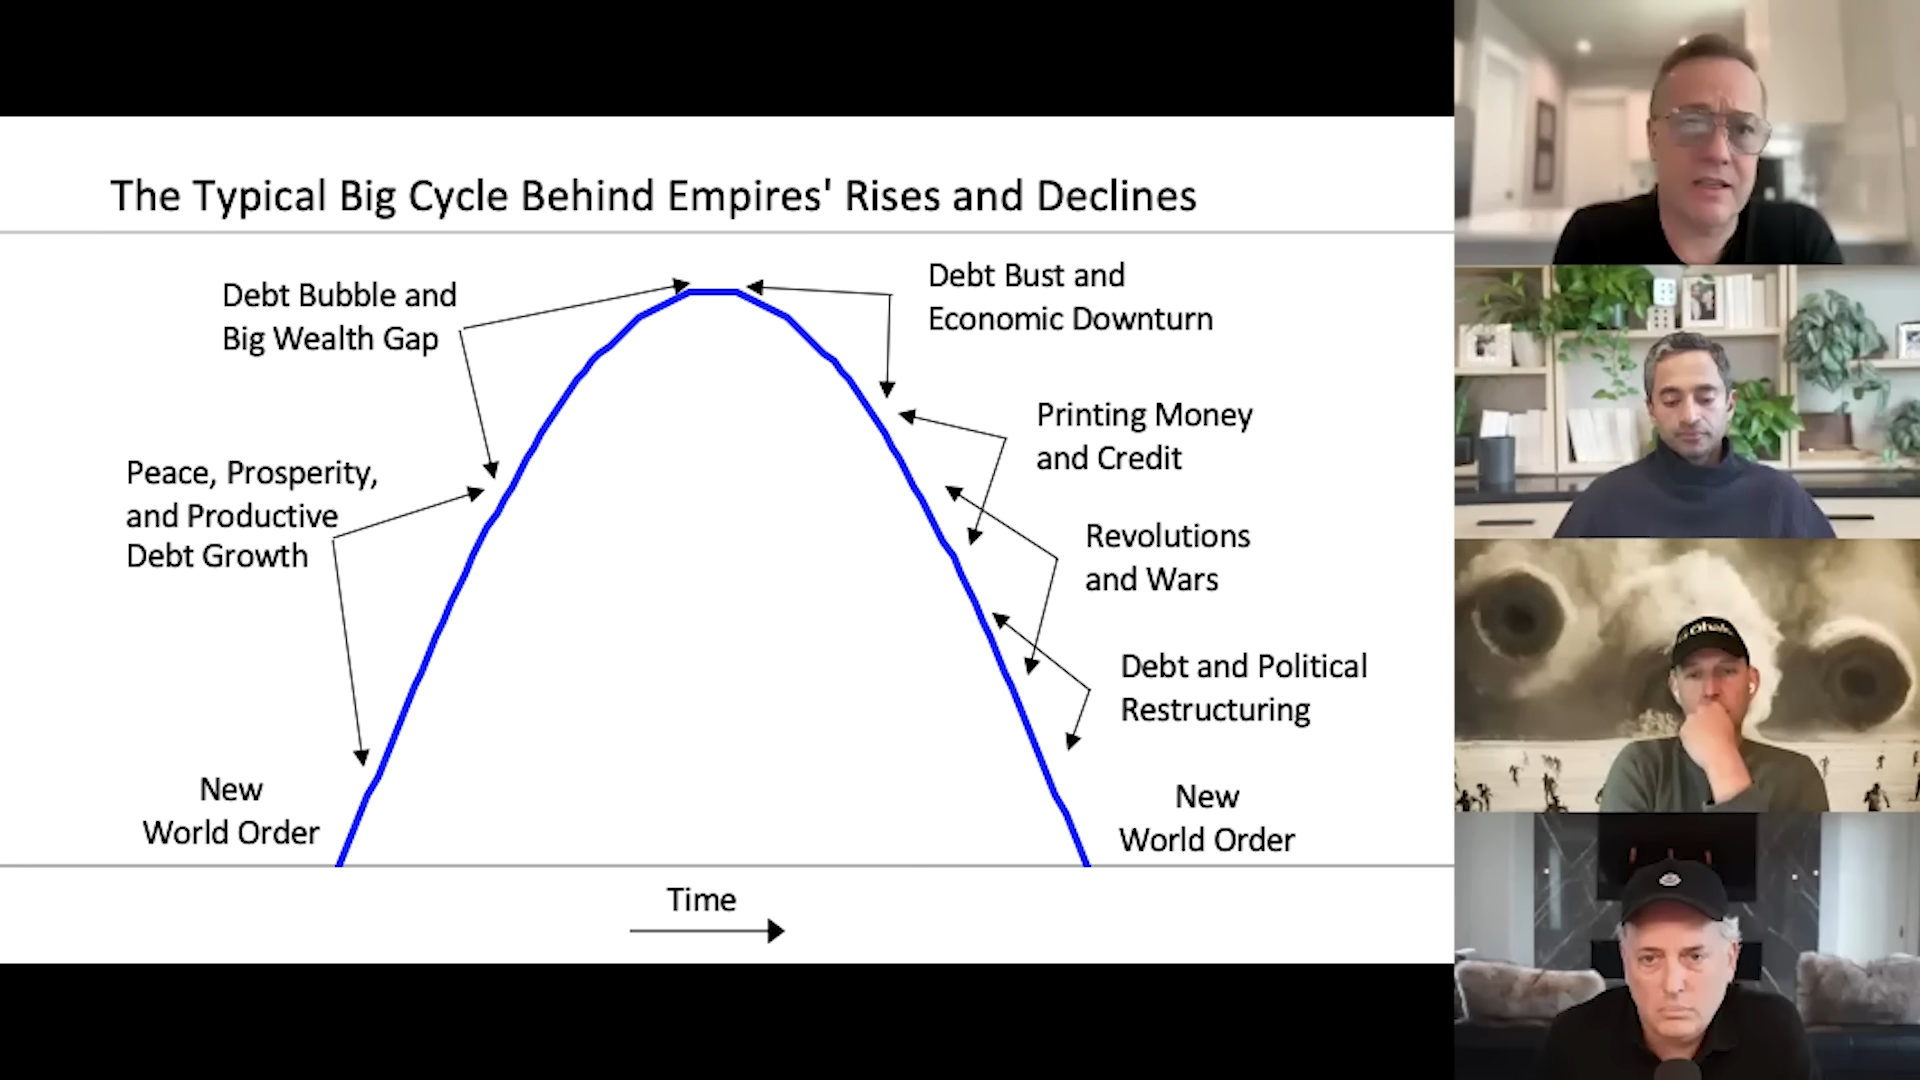 The Typical Big Cycle Behind Empires' Rises and Declines
Debt Bubble and
Big Wealth Gap
Debt Bust and
Economic Downturn
Peace, Prosperity,
and Productive
Debt Growth
Printing Money
and Credit
Revolutions
and Wars
Debt and Political
Restructuring
New
World Order
New
World Order
Time